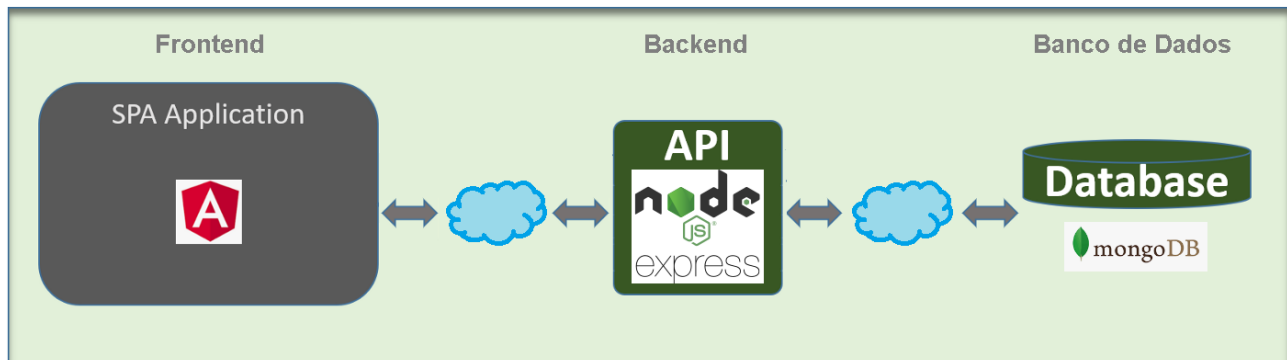 Frontend
Backend
Banco de Dados
SPA Application
A
API
node
JS
express
Database
mongoDB